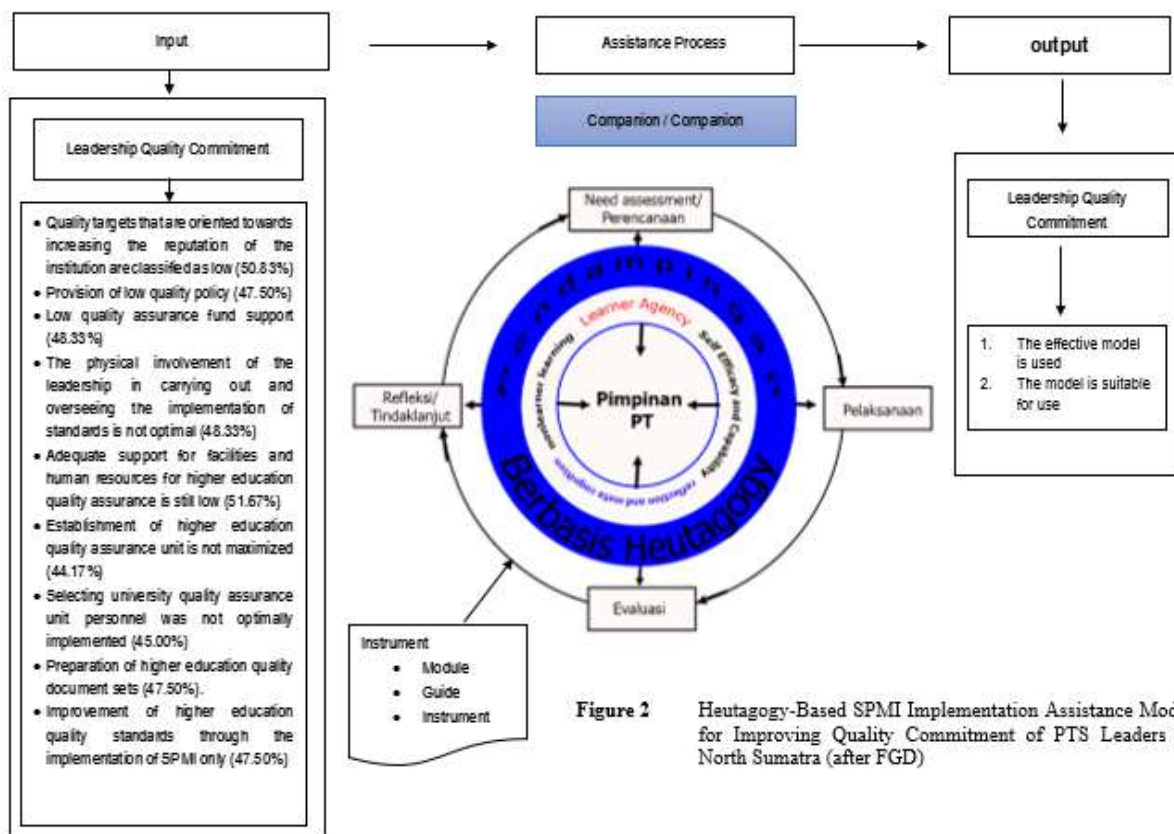 Input
Assistance Process
output
Companion / Companion
Leadership Quality Commitment
• Quality targets that are oriented towards
increasing the reputation of the
institution are classified as low (50.83%)
• Provision of low quality policy (47.50%)
• Low quality assurance fund support
(48.33%)
• The physical involvement of the
leadership in carrying out and
overseeing the implementation of
standards is not optimal (48.33%)
• Adequate support for facilities and
human resources for higher education
quality assurance is still low (51.67%)
• Establishment of higher education
quality assurance unit is not maximized
(44.17%)
• Selecting university quality assurance
unit personnel was not optimally
implemented (45.00%)
• Preparation of higher education quality
document sets (47.50%).
• Improvement of higher education
quality standards through the
implementation of SPMI only (47.50%)
Need assessment/
Perencanaan
Pendampingan
Learner Agency
Self Efficacy and Capability
nonlearner learning
reflection and meta cognition
Pimpinan
PT
Berbasis Heutagogy
Refleksi/
Tindaklanjut
Pelaksanaan
Evaluasi
Instrument
• Module
• Guide
• Instrument
Leadership Quality
Commitment
1. The effective model
is used
2. The model is suitable
for use
Figure 2 Heutagogy-Based SPMI Implementation Assistance Mod
for Improving Quality Commitment of PTS Leaders
North Sumatra (after FGD)